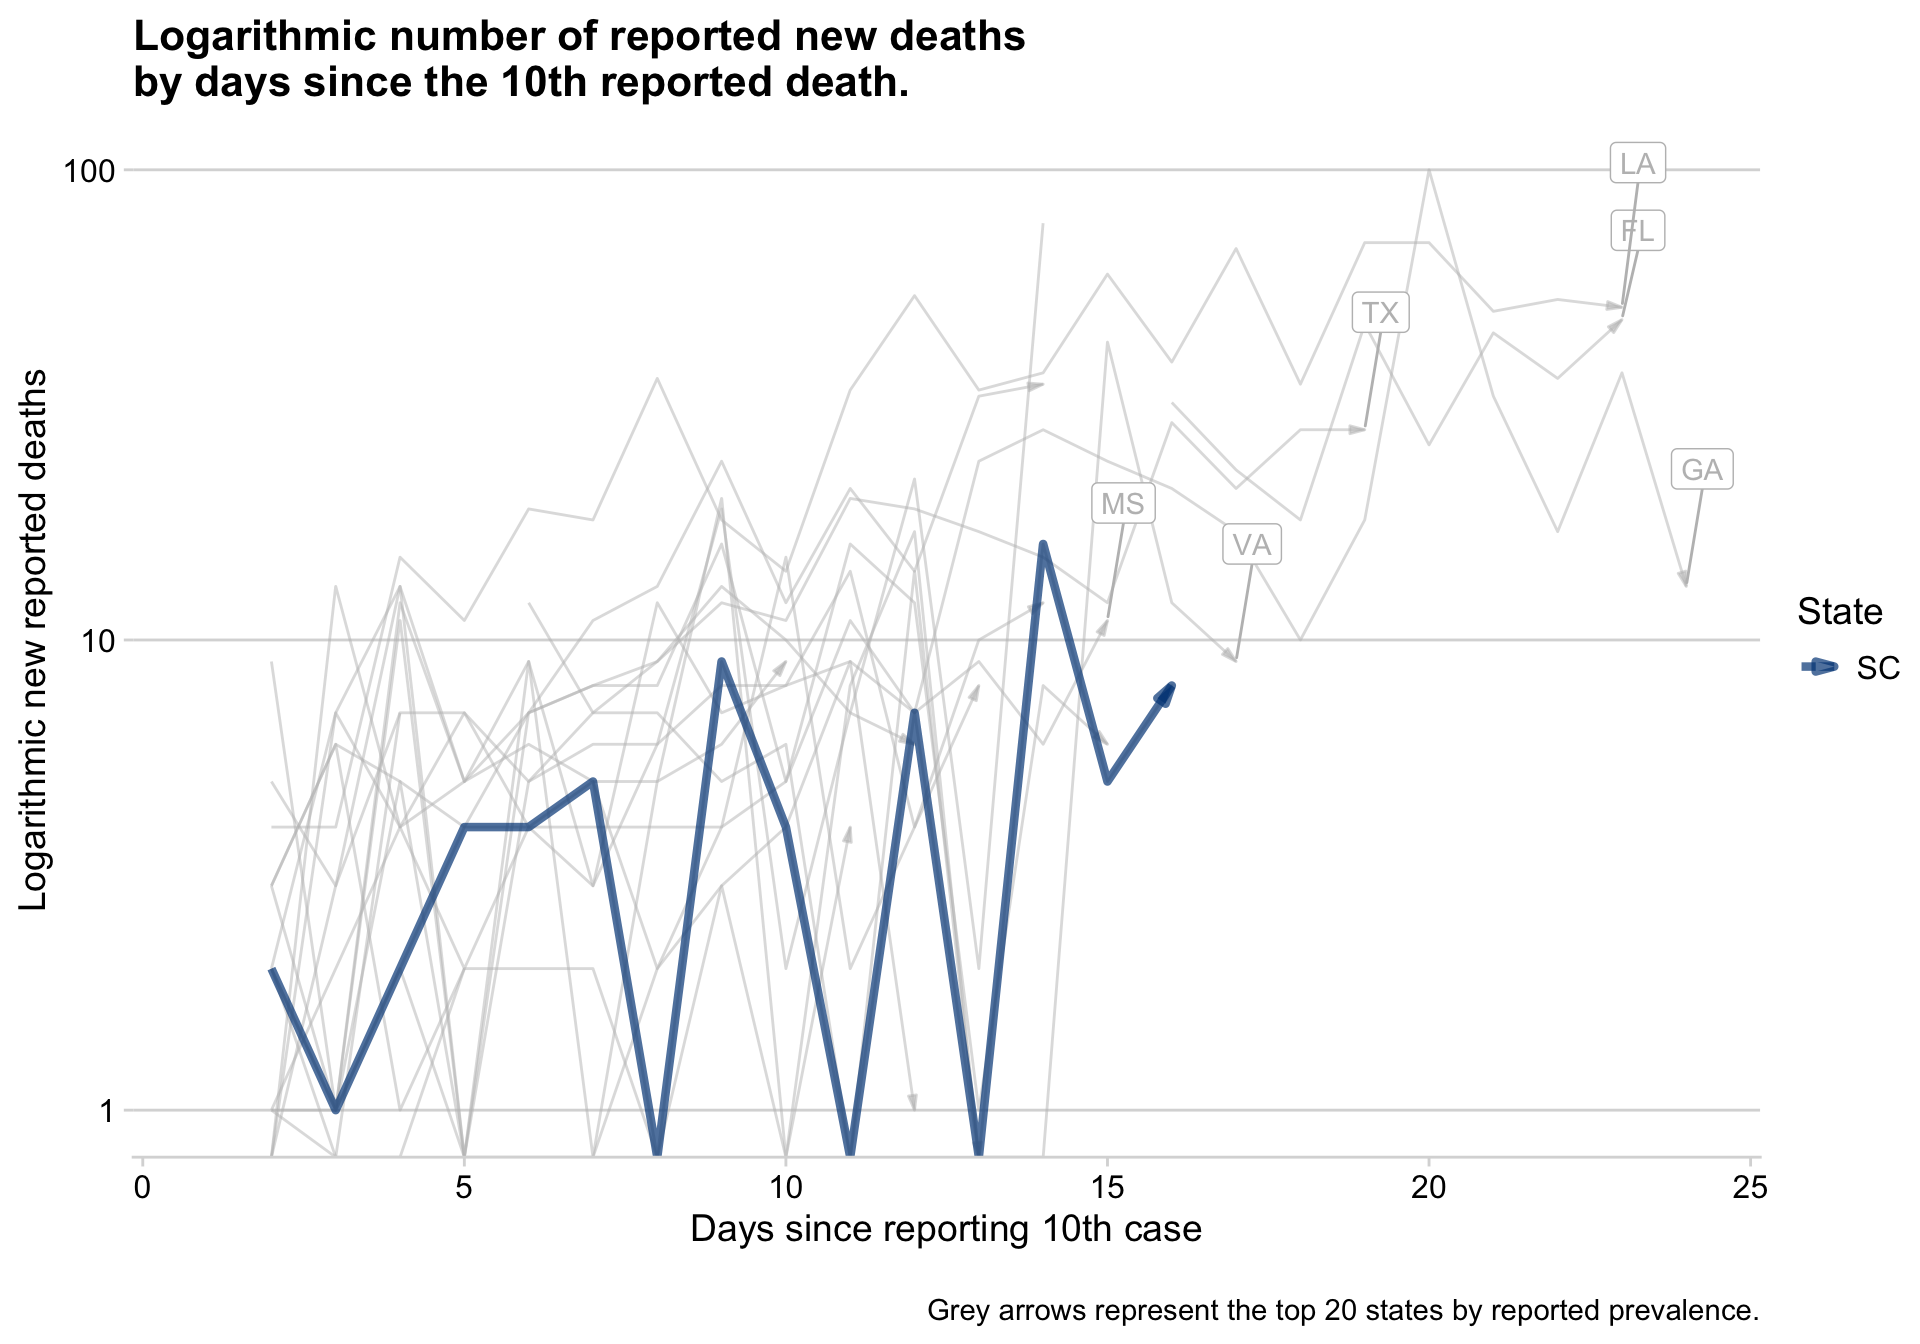 Logarithmic number of reported new deaths
by days since the 10th reported death.
Logarithmic new reported deaths
100
10
1
LA
FL
TX
GA
MS
VA
State
SC
0 5 10 15 20 25
Days since reporting 10th case
Grey arrows represent the top 20 states by reported prevalence.